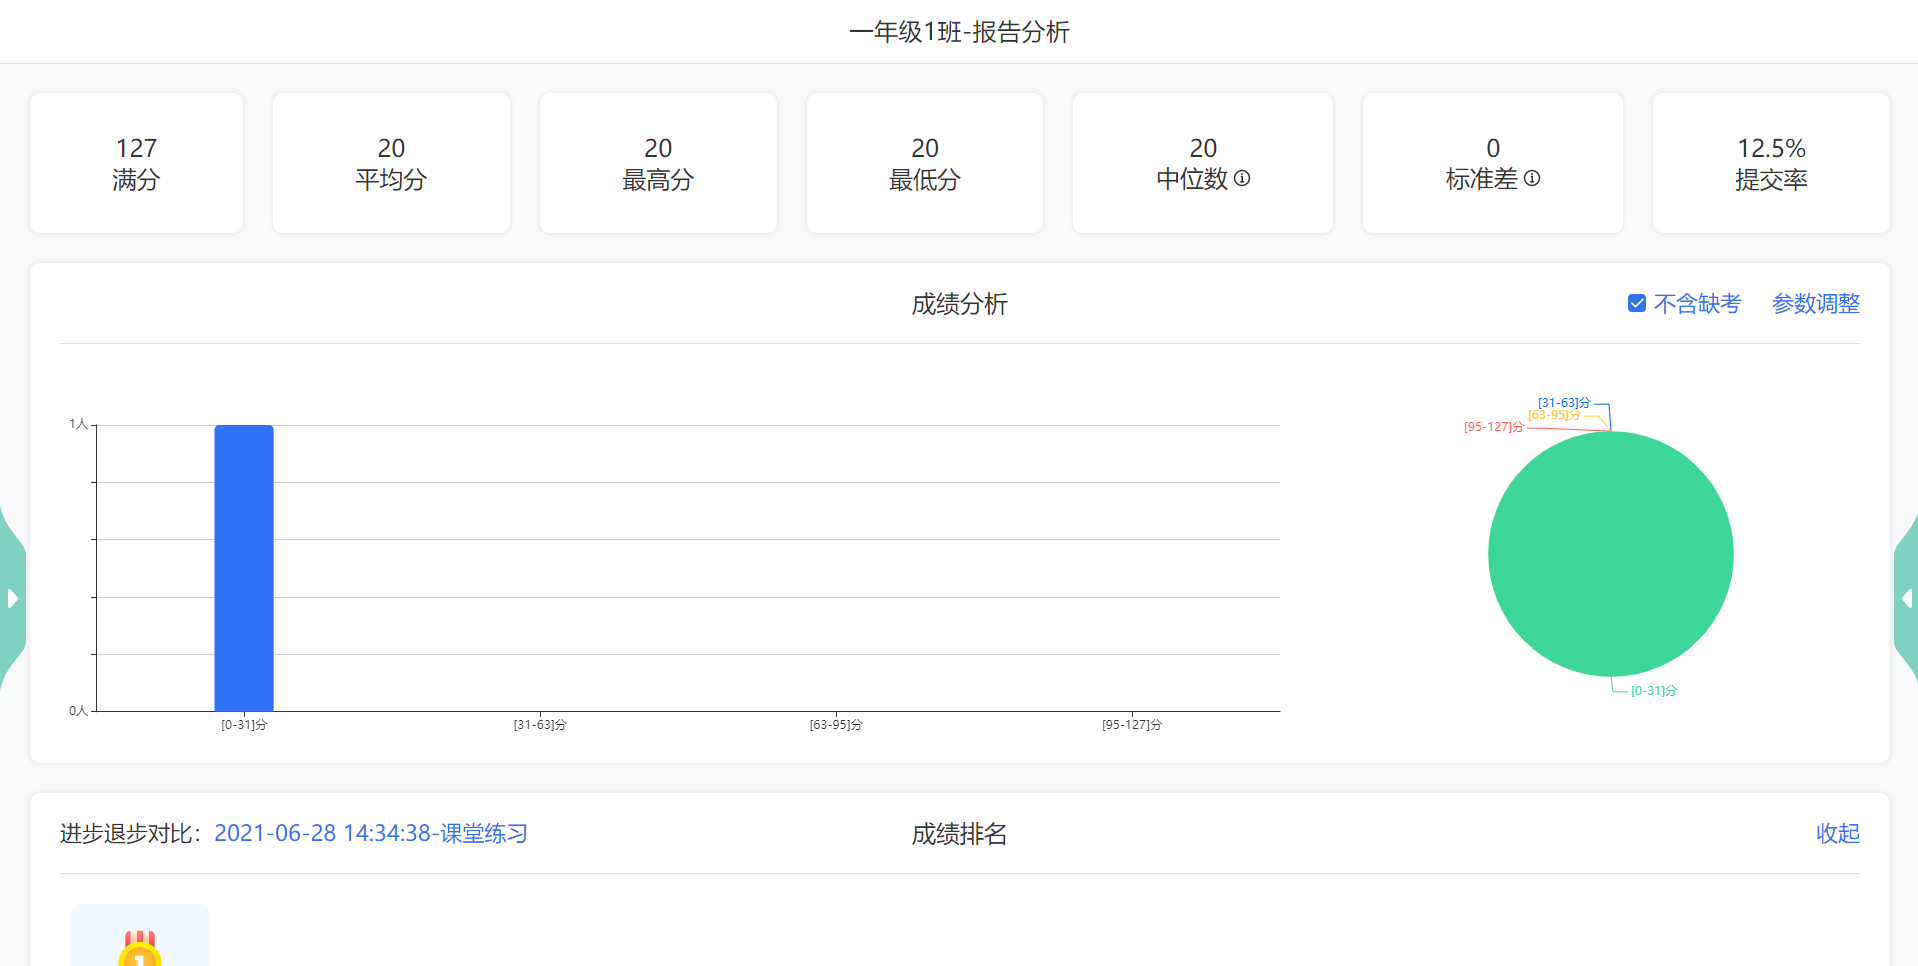 一年级1班-报告分析
127
满分
20
平均分
20
最高分
20
最低分
20
中位数
0
标准差
12.5%
提交率
成绩分析
不含缺考
参数调整
1人
0人
[0-31]分
[31-63]分
[63-95]分
[95-127]分
[31-63]分
[63-95]分
[95-127]分
[0-31]分
进步退步对比：2021-06-28 14:34:38-课堂练习
成绩排名
收起
1